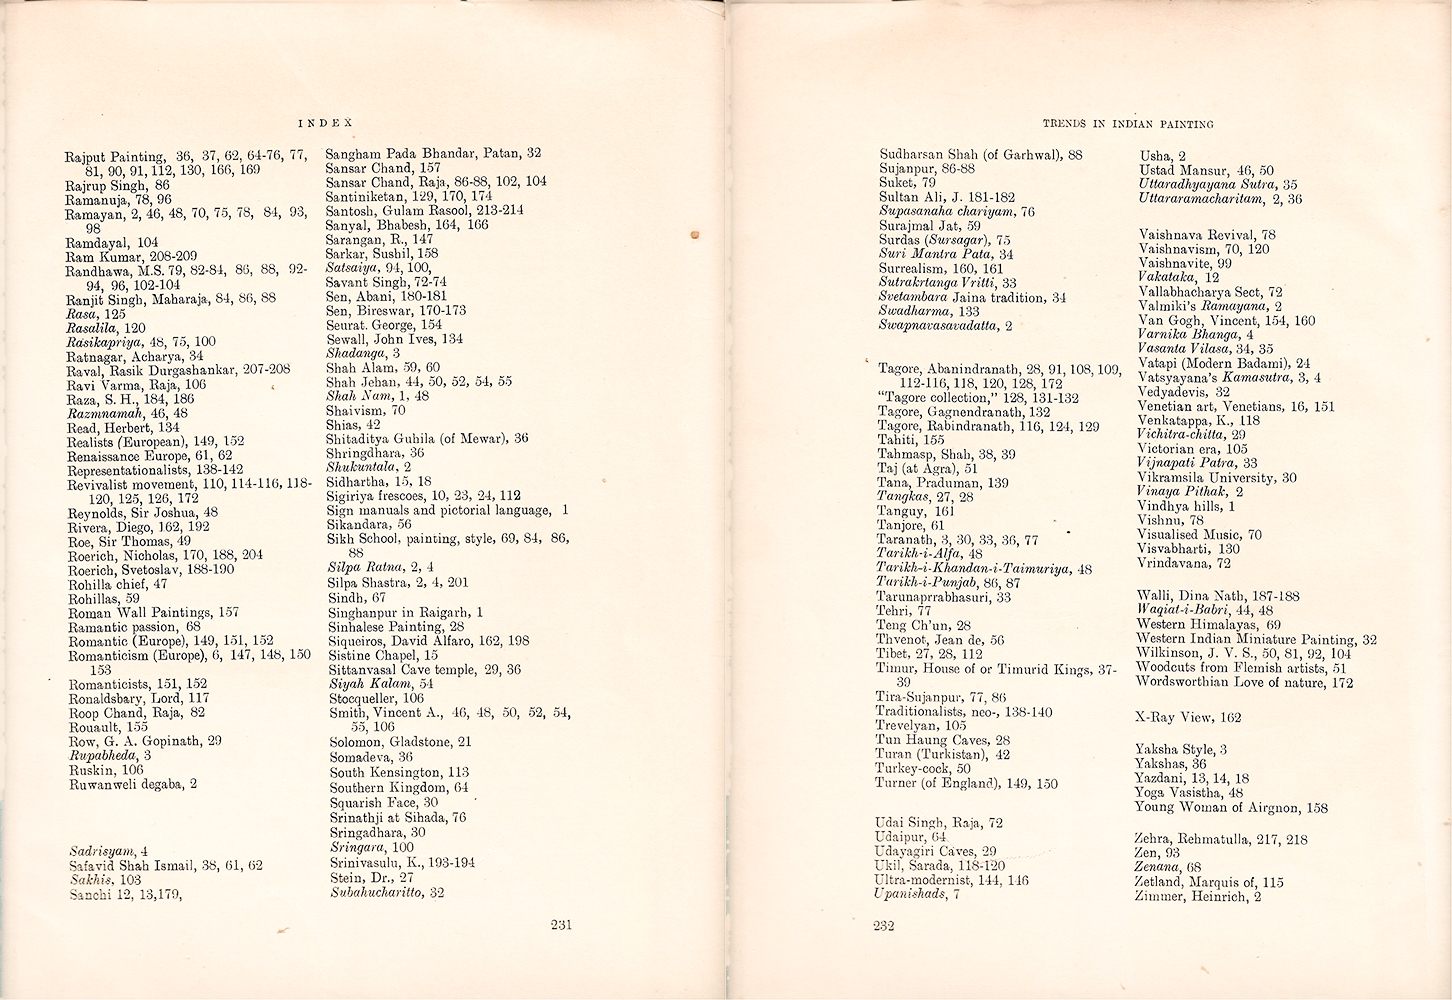 INDEX
Rajput Painting, 36, 37, 62, 64-76, 77,
81, 90, 91, 112, 130, 166, 169
Rajrup Singh, 86
Ramanuja, 78, 96
Ramayan, 2, 46, 48, 70, 75, 78, 84, 93,
98
Ramdayal, 104
Ram Kumar, 208-209
Randhawa, M.S. 79, 82-84, 86, 88, 92-
94, 96, 102-104
Ranjit Singh, Maharaja, 84, 86, 88
Rasa, 125
Rasalila, 120
Rasikapriya, 48, 75, 100
Ratnagar, Acharya, 34
Raval, Rasik Durgashankar, 207-208
Ravi Varma, Raja, 106
Raza, S. H., 184, 186
Razmnamah, 46, 48
Read, Herbert, 134
Realists (European), 149, 152
Renaissance Europe, 61, 62
Representationalists, 138-142
Revivalist movement, 110, 114-116, 118-
120, 125, 126, 172
Reynolds, Sir Joshua, 48
Rivera, Diego, 162, 192
Roe, Sir Thomas, 49
Roerich, Nicholas, 170, 188, 204
Roerich, Svetoslav, 188-190
Rohilla chief, 47
Rohillas, 59
Roman Wall Paintings, 157
Ramantic passion, 68
Romantic (Europe), 149, 151, 152
Romanticism (Europe), 6, 147, 148, 150
153
Romanticists, 151, 152
Ronaldsbary, Lord, 117
Roop Chand, Raja, 82
Rouault, 155
Row, G. A. Gopinath, 29
Rupabheda, 3
Ruskin, 106
Ruwanweli degaba, 2
Sadrisyam, 4
Safavid Shah Ismail, 38, 61, 62
Sakhis, 103
Sanchi 12, 13,179,
Sangham Pada Bhandar, Patan, 32
Sansar Chand, 157
Sansar Chand, Raja, 86-88, 102, 104
Santiniketan, 129, 170, 174
Santosh, Gulam Rasool, 213-214
Sanyal, Bhabesh, 164, 166
Sarangan, R., 147
Sarkar, Sushil, 158
Satsaiya, 94, 100,
Savant Singh, 72-74
Sen, Abani, 180-181
Sen, Bireswar, 170-173
Seurat. George, 154
Sewall, John Ives, 134
Shadanga, 3
Shah Alam, 59, 60
Shah Jehan, 44, 50, 52, 54, 55
Shah Nam, 1, 48
Shaivism, 70
Shias, 42
Shitaditya Guhila (of Mewar), 36
Shringdhara, 36
Shukuntala, 2
Sidhartha, 15, 18
Sigiriya frescoes, 10, 23, 24, 112
Sign manuals and pictorial language, 1
Sikandara, 56
Sikh School, painting, style, 69, 84, 86,
88
Silpa Ratna, 2, 4
Silpa Shastra, 2, 4, 201
Sindh, 67
Singhanpur in Raigarh, 1
Sinhalese Painting, 28
Siqueiros, David Alfaro, 162, 198
Sistine Chapel, 15
Sittanvasal Cave temple, 29, 36
Siyah Kalam, 54
Stocqueller, 106
Smith, Vincent A., 46, 48, 50, 52, 54,
55, 106
Solomon, Gladstone, 21
Somadeva, 36
South Kensington, 113
Southern Kingdom, 64
Squarish Face, 30
Srinathji at Sihada, 76
Sringadhara, 30
Sringara, 100
Srinivasulu, K., 193-194
Stein, Dr., 27
Subahucharitto, 32
231
TRENDS IN INDIAN PAINTING
Sudharsan Shah (of Garhwal), 88
Sujanpur, 86-88
Suket, 79
Sultan Ali, J. 181-182
Supasanaha chariyam, 76
Surajmal Jat, 59
Surdas (Sursagar), 75
Suri Mantra Pata, 34
Surrealism, 160, 161
Sutrakrtanga Vritti, 33
Svetambara Jaina tradition, 34
Swadharma, 133
Swapnavasavadatta, 2
Tagore, Abanindranath, 28, 91, 108, 109,
112-116, 118, 120, 128, 172
"Tagore collection," 128, 131-132
Tagore, Gagnendranath, 132
Tagore, Rabindranath, 116, 124, 129
Tahiti, 155
Tahmasp, Shah, 38, 39
Taj (at Agra), 51
Tana, Praduman, 139
Tangkas, 27, 28
Tanguy, 161
Tanjore, 61
Taranath, 3, 30, 33, 36, 77
Tarikh-i-Alfa, 48
Tarikh-i-Khandan-i-Taimuriya, 48
Tarikh-i-Punjab, 86, 87
Tarunaprrabhasuri, 33
Tehri, 77
Teng Ch'un, 28
Thvenot, Jean de, 56
Tibet, 27, 28, 112
Timur, House of or Timurid Kings, 37-
39
Tira-Sujanpur, 77, 86
Traditionalists, neo-, 138-140
Trevelyan, 105
Tun Haung Caves, 28
Turan (Turkistan), 42
Turkey-cock, 50
Turner (of England), 149, 150
Udai Singh, Raja, 72
Udaipur, 64
Udayagiri Caves, 29
Ukil, Sarada, 118-120
Ultra-modernist, 144, 146
Upanishads, 7
Usha, 2
Ustad Mansur, 46, 50
Uttaradhyayana Sutra, 35
Uttararamacharitam, 2, 36
Vaishnava Revival, 78
Vaishnavism, 70, 120
Vaishnavite, 99
Vakataka, 12
Vallabhacharya Sect, 72
Valmiki's Ramayana, 2
Van Gogh, Vincent, 154, 160
Varnika Bhanga, 4
Vasanta Vilasa, 34, 35
Vatapi (Modern Badami), 24
Vatsyayana's Kamasutra, 3, 4
Vedyadevis, 32
Venetian art, Venetians, 16, 151
Venkatappa, K., 118
Vichitra-chitta, 29
Victorian era, 105
Vijnapati Patra, 33
Vikramsila University, 30
Vinaya Pithak, 2
Vindhya hills, 1
Vishnu, 78
Visualised Music, 70
Visvabharti, 130
Vrindavana, 72
Walli, Dina Nath, 187-188
Waqiat-i-Babri, 44, 48
Western Himalayas, 69
Western Indian Miniature Painting, 32
Wilkinson, J. V. S., 50, 81, 92, 104
Woodcuts from Flemish artists, 51
Wordsworthian Love of nature, 172
X-Ray View, 162
Yaksha Style, 3
Yakshas, 36
Yazdani, 13, 14, 18
Yoga Vasistha, 48
Young Woman of Airgnon, 158
Zehra, Rehmatulla, 217, 218
Zen, 93
Zenana, 68
Zetland, Marquis of, 115
Zimmer, Heinrich, 2
232